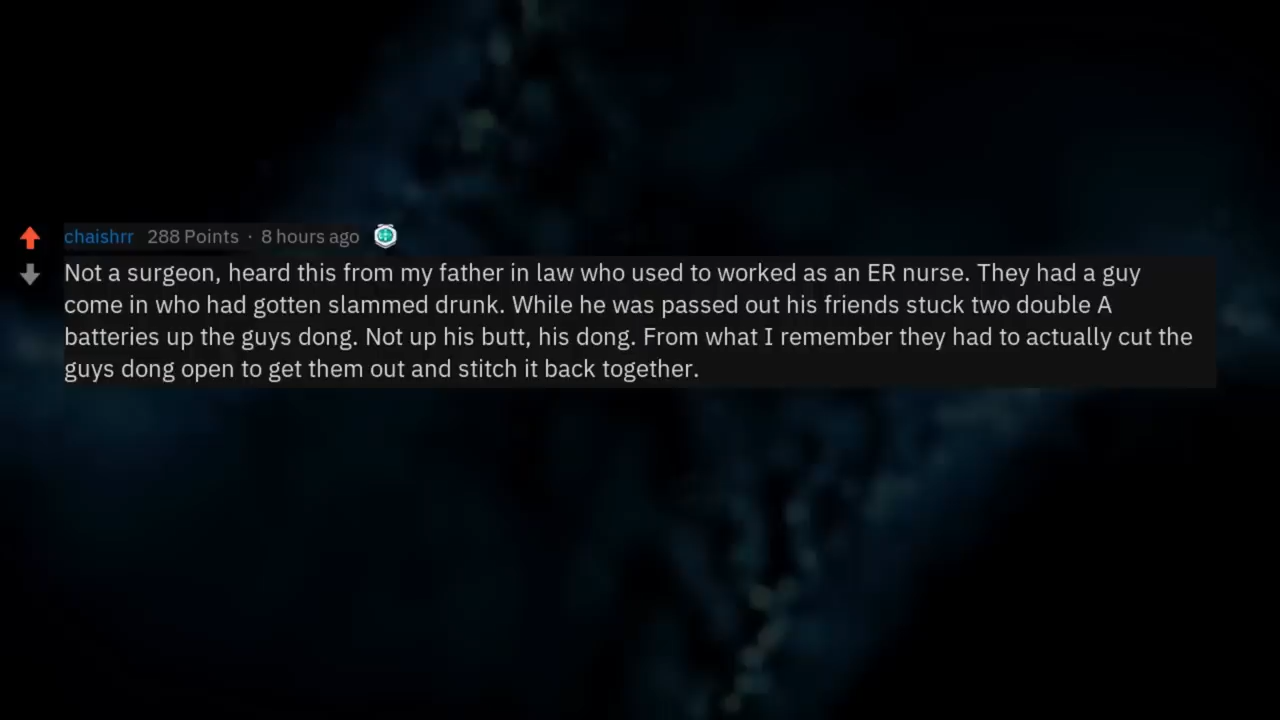 chaishrr 288 Points · 8 hours ago
Not a surgeon, heard this from my father in law who used to worked as an ER nurse. They had a guy
come in who had gotten slammed drunk. While he was passed out his friends stuck two double A
batteries up the guys dong. Not up his butt, his dong. From what I remember they had to actually cut the
guys dong open to get them out and stitch it back together.